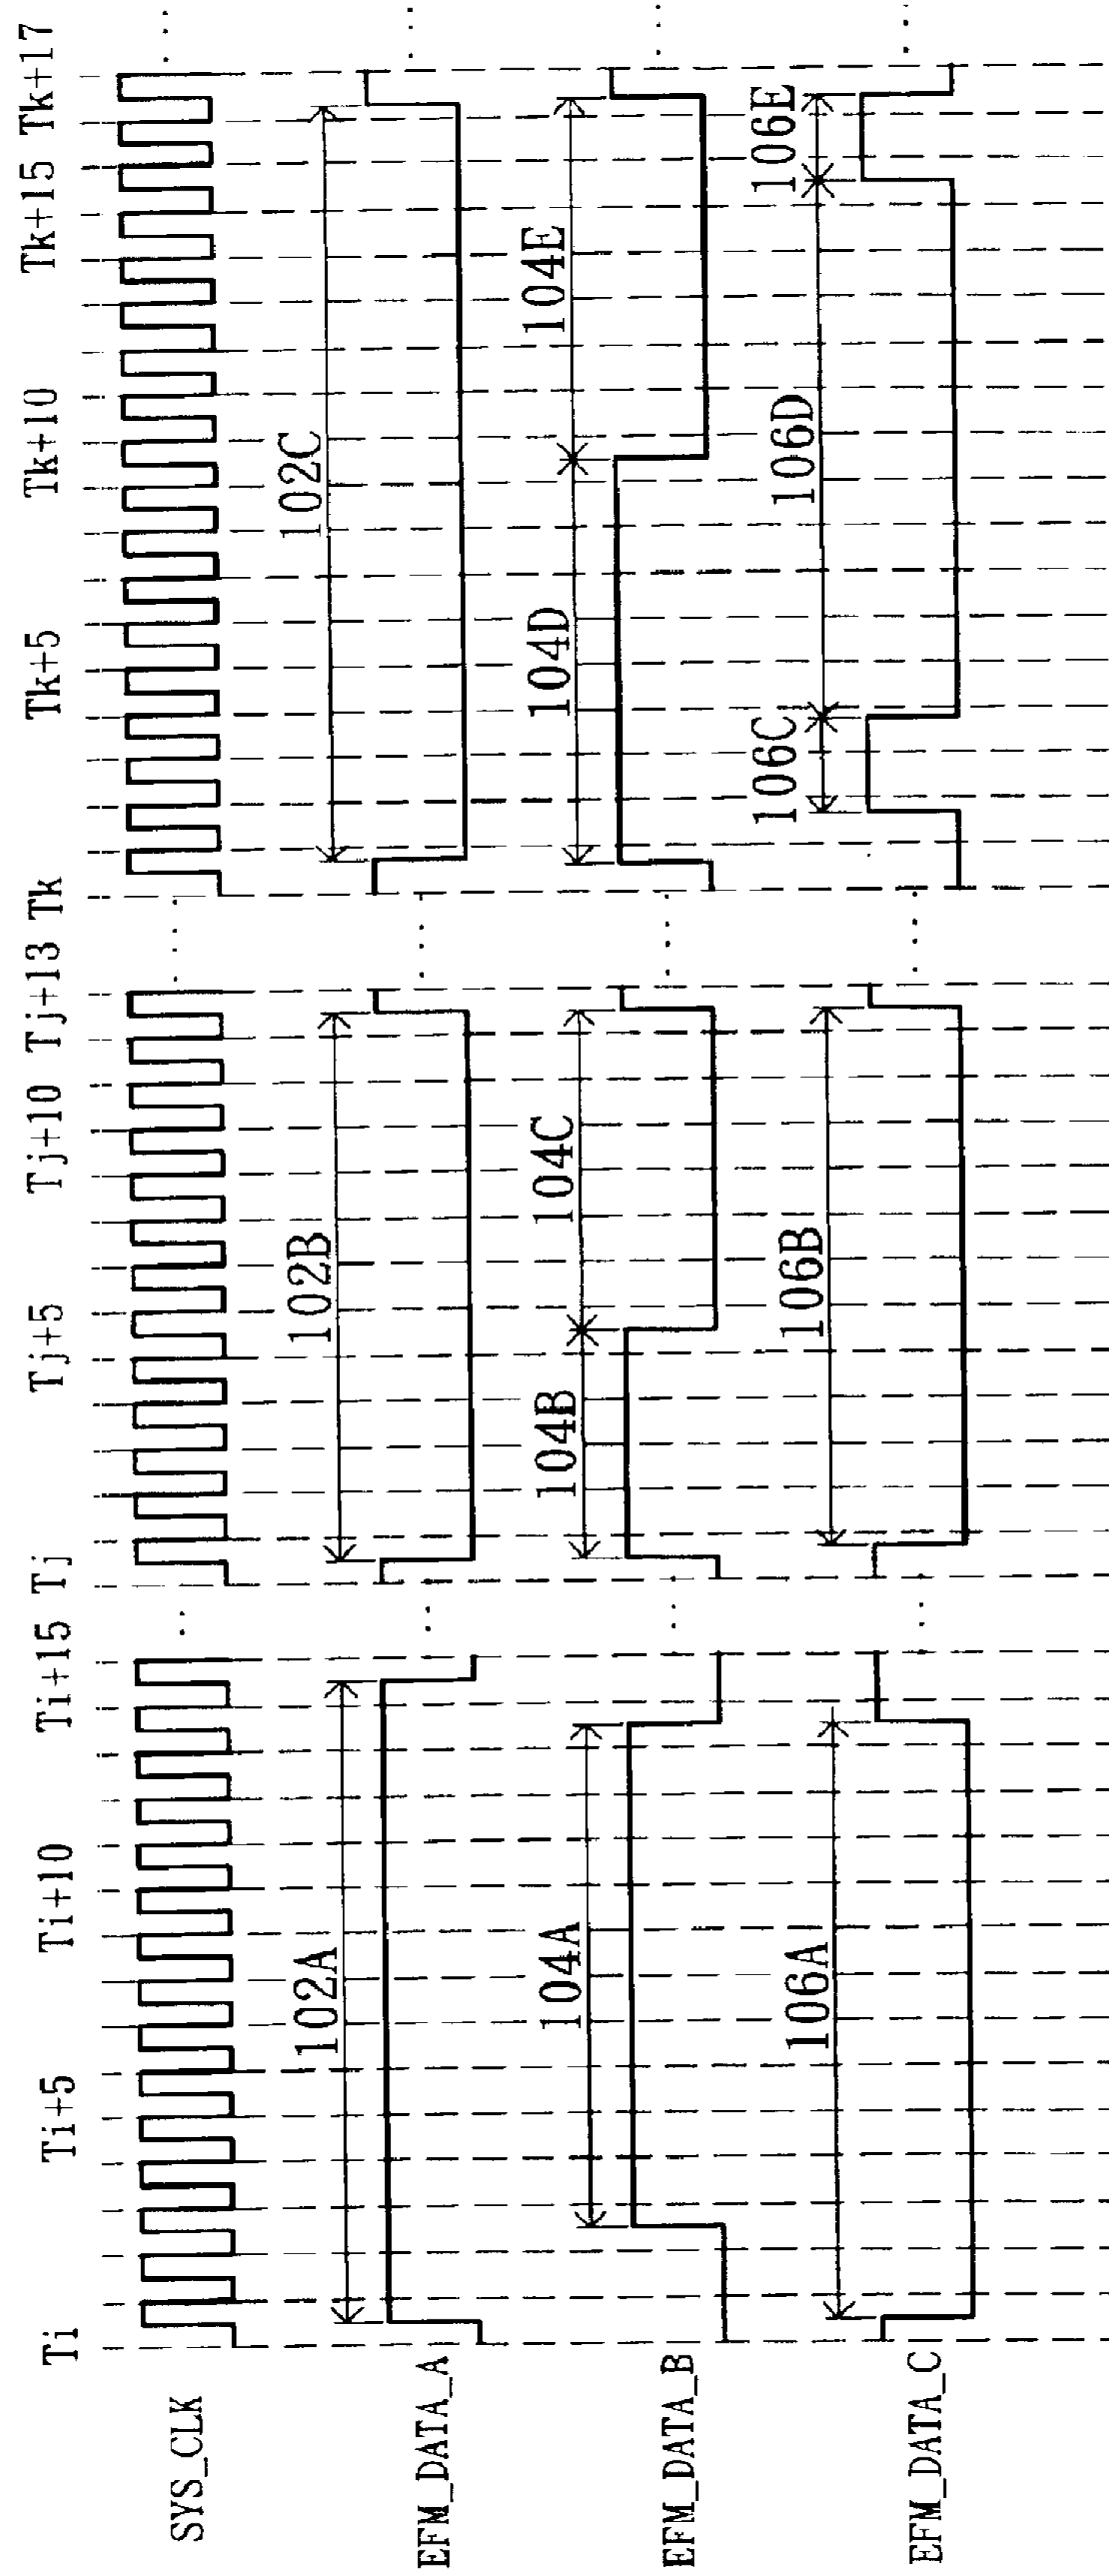 Ti Ti+5 Ti+10 Ti+15 Tj Tj+5 Tj+10 Tj+13 Tk Tk+5 Tk+10 Tk+15 Tk+17
SYS_CLK
102A 102B 102C
EFM_DATA_A
104A 104B 104C 104D 104E
EFM_DATA_B
106A 106B 106C 106D 106E
EFM_DATA_C